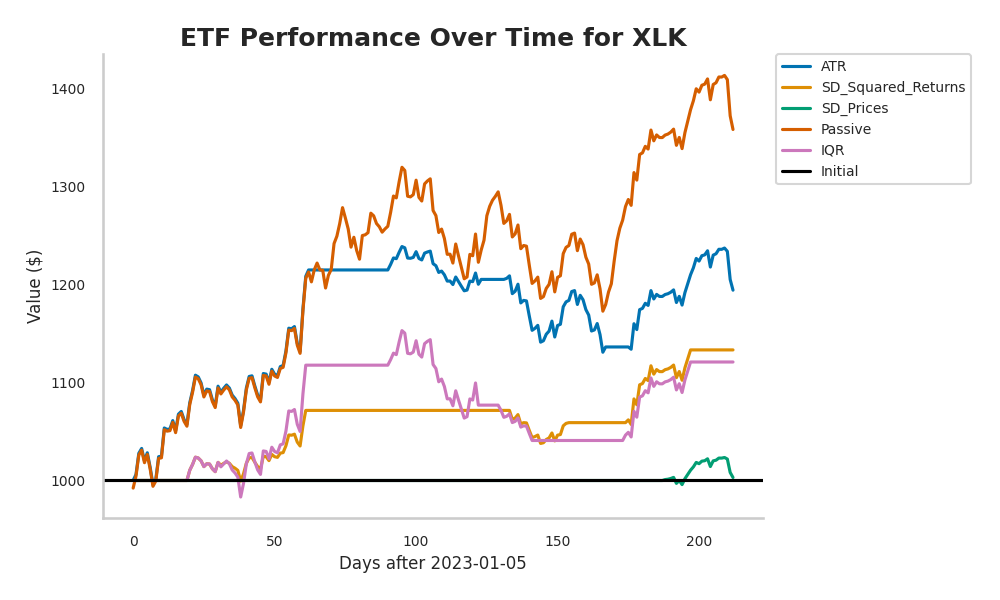 ETF Performance Over Time for XLK
ATR
SD_Squared_Returns
SD_Prices
Passive
IQR
Initial
Value ($)
1400
1300
1200
1100
1000
0 50 100 150 200
Days after 2023-01-05